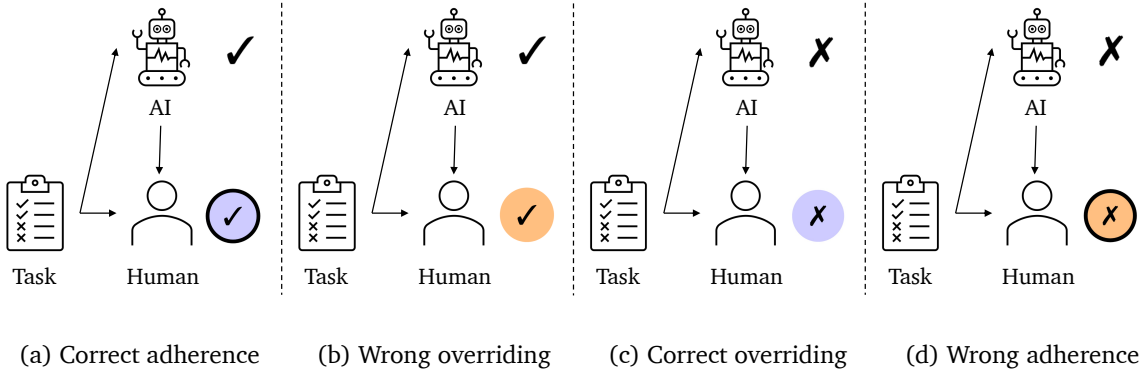 AI
Task
Human
(a) Correct adherence
AI
Task
Human
(b) Wrong overriding
AI
Task
Human
(c) Correct overriding
AI
Task
Human
(d) Wrong adherence